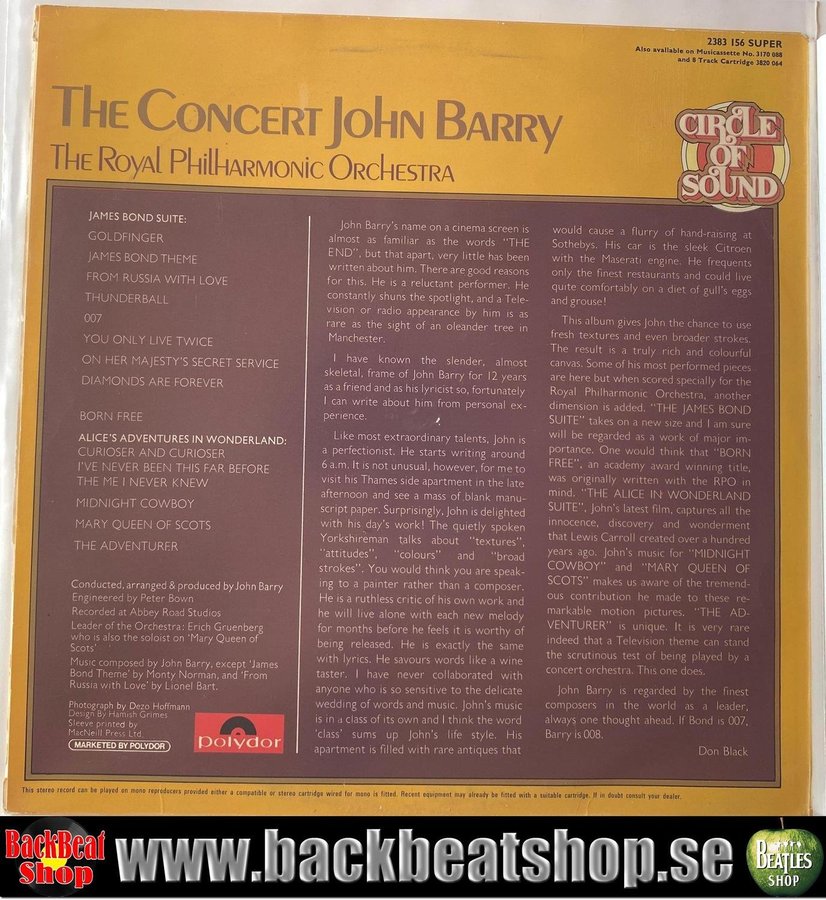 2383 156 SUPER
Also available on Musicassette No. 3170 088
and 8 Track Cartridge 3820 064
THE CONCERT JOHN BARRY
THE ROYAL PHILHARMONIC ORCHESTRA
CIRCLE
OF
SOUND
JAMES BOND SUITE:
GOLDFINGER
JAMES BOND THEME
FROM RUSSIA WITH LOVE
THUNDERBALL
007
YOU ONLY LIVE TWICE
ON HER MAJESTY'S SECRET SERVICE
DIAMONDS ARE FOREVER
BORN FREE
ALICE'S ADVENTURES IN WONDERLAND:
CURIOSER AND CURIOSER
I'VE NEVER BEEN THIS FAR BEFORE
THE ME I NEVER KNEW
MIDNIGHT COWBOY
MARY QUEEN OF SCOTS
THE ADVENTURER
Conducted, arranged & produced by John Barry
Engineered by Peter Bown
Recorded at Abbey Road Studios
Leader of the Orchestra: Erich Gruenberg
who is also the soloist on 'Mary Queen of
Scots'
Music composed by John Barry, except 'James
Bond Theme' by Monty Norman, and 'From
Russia with Love' by Lionel Bart.
Photograph by Dezo Hoffmann
Design By Hamish Grimes
Sleeve printed by
MacNeill Press Ltd.
MARKETED BY POLYDOR
polydor
John Barry's name on a cinema screen is
almost as familiar as the words "THE
END", but that apart, very little has been
written about him. There are good reasons
for this. He is a reluctant performer. He
constantly shuns the spotlight, and a Tele-
vision or radio appearance by him is as
rare as the sight of an oleander tree in
Manchester.
I have known the slender, almost
skeletal, frame of John Barry for 12 years
as a friend and as his lyricist so, fortunately
I can write about him from personal ex-
perience.
Like most extraordinary talents, John is
a perfectionist. He starts writing around
6 a.m. It is not unusual, however, for me to
visit his Thames side apartment in the late
afternoon and see a mass of blank manu-
script paper. Surprisingly, John is delighted
with his day's work! The quietly spoken
Yorkshireman talks about "textures",
"attitudes", "colours" and "broad
strokes". You would think you are speak-
ing to a painter rather than a composer.
He is a ruthless critic of his own work and
he will live alone with each new melody
for months before he feels it is worthy of
being released. He is exactly the same
with lyrics. He savours words like a wine
taster. I have never collaborated with
anyone who is so sensitive to the delicate
wedding of words and music. John's music
is in a class of its own and I think the word
'class' sums up John's life style. His
apartment is filled with rare antiques that
would cause a flurry of hand-raising at
Sothebys. His car is the sleek Citroen
with the Maserati engine. He frequents
only the finest restaurants and could live
quite comfortably on a diet of gull's eggs
and grouse!
This album gives John the chance to use
fresh textures and even broader strokes.
The result is a truly rich and colourful
canvas. Some of his most performed pieces
are here but when scored specially for the
Royal Philharmonic Orchestra, another
dimension is added. "THE JAMES BOND
SUITE" takes on a new size and I am sure
will be regarded as a work of major im-
portance. One would think that "BORN
FREE", an academy award winning title,
was originally written with the RPO in
mind. "THE ALICE IN WONDERLAND
SUITE", John's latest film, captures all the
innocence, discovery and wonderment
that Lewis Carroll created over a hundred
years ago. John's music for "MIDNIGHT
COWBOY" and "MARY QUEEN OF
SCOTS" makes us aware of the tremend-
ous contribution he made to these re-
markable motion pictures. "THE AD-
VENTURER" is unique. It is very rare
indeed that a Television theme can stand
the scrutinous test of being played by a
concert orchestra. This one does.
John Barry is regarded by the finest
composers in the world as a leader,
always one thought ahead. If Bond is 007,
Barry is 008.
Don Black
This stereo record can be played on mono reproducers provided either a compatible or stereo cartridge wired for mono is fitted. Recent equipment may already be fitted with a suitable cartridge. If in doubt consult your dealer.
BackBeat
Shop
www.backbeatshop.se
BEATLES
SHOP